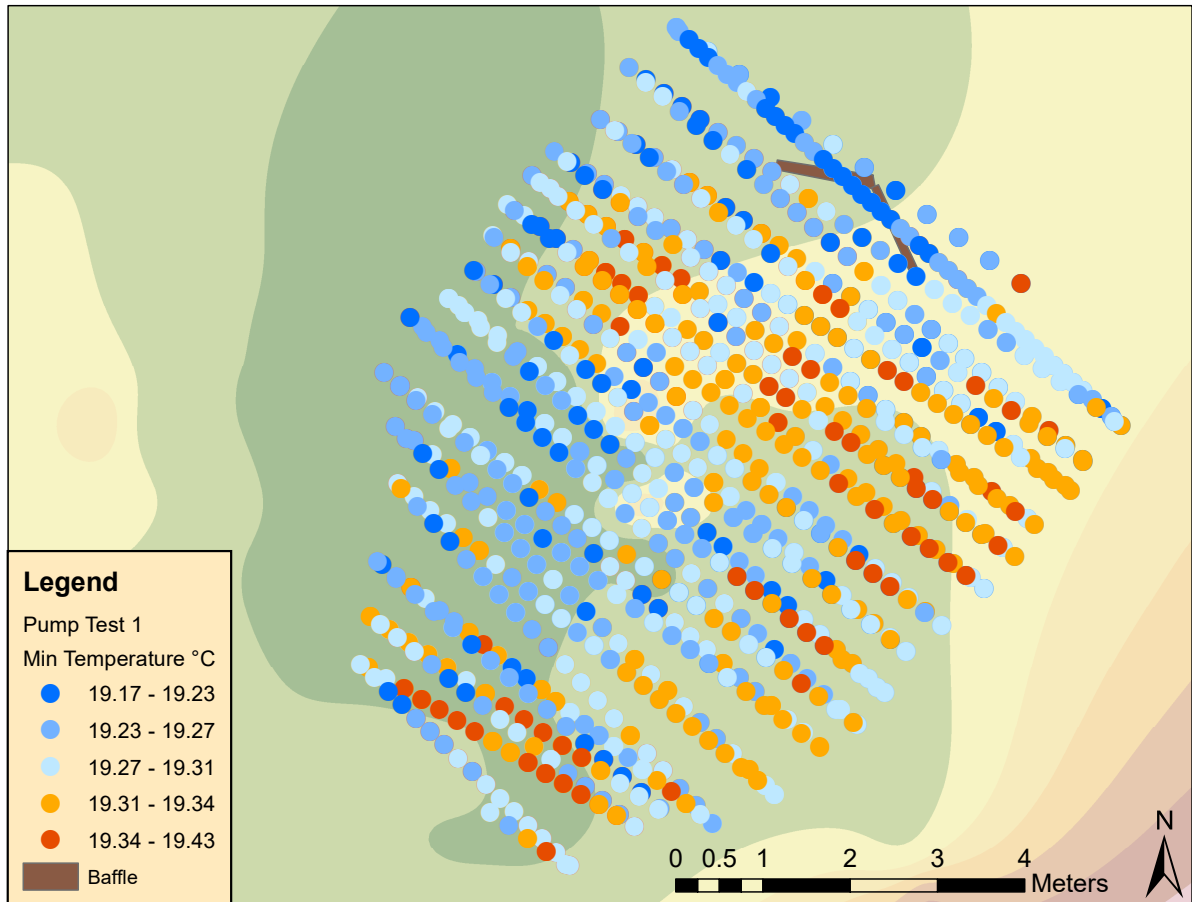 Legend
Pump Test 1
Min Temperature °C
19.17 - 19.23
19.23 - 19.27
19.27 - 19.31
19.31 - 19.34
19.34 - 19.43
Baffle
N
0 0.5 1 2 3 4
Meters